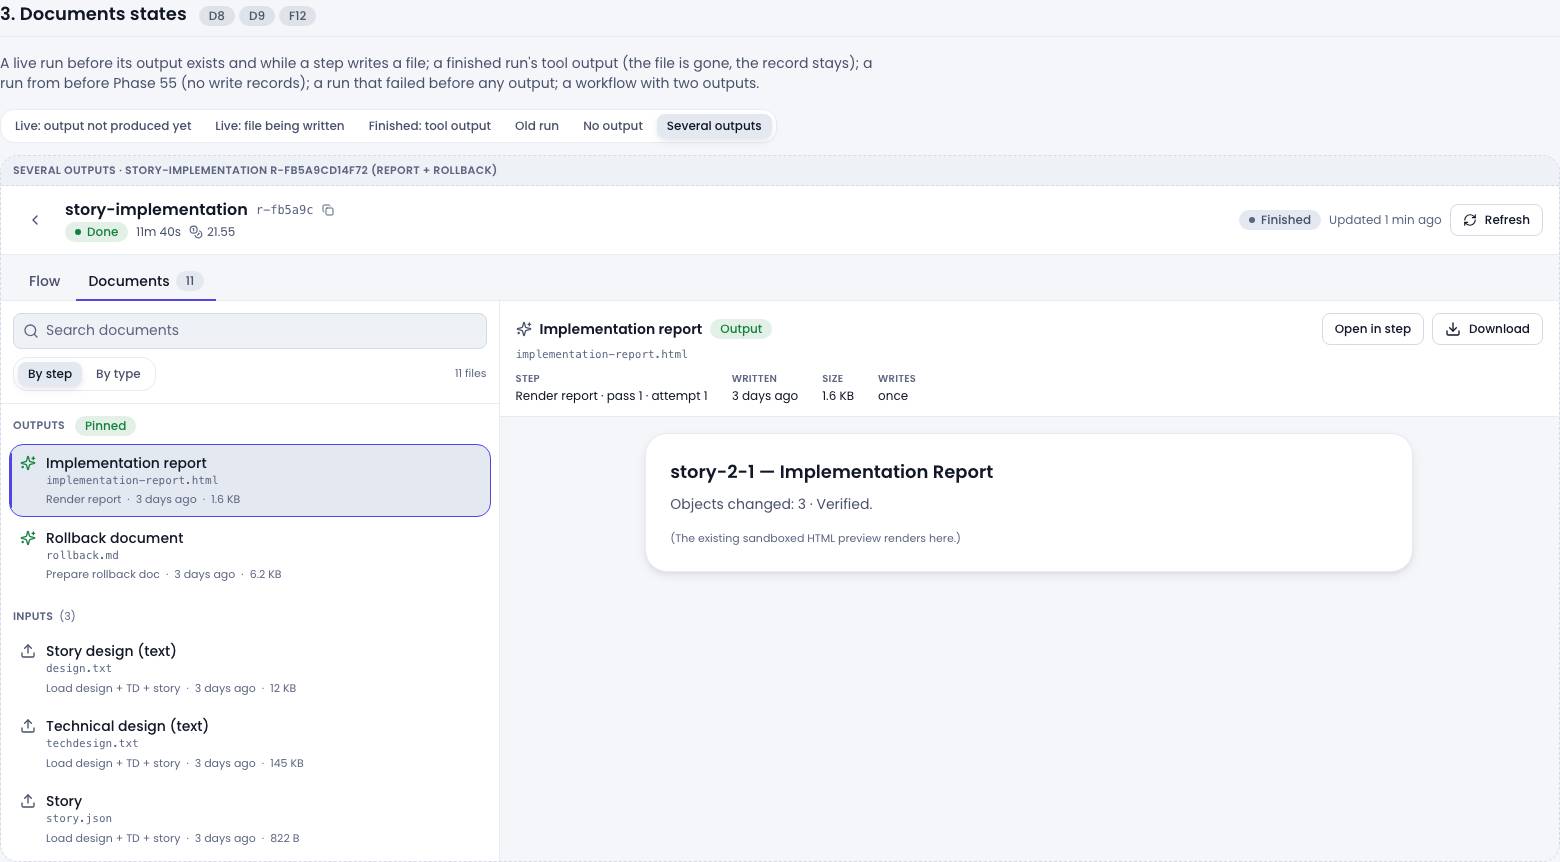 3. Documents states D8 D9 F12
A live run before its output exists and while a step writes a file; a finished run's tool output (the file is gone, the record stays); a
run from before Phase 55 (no write records); a run that failed before any output; a workflow with two outputs.
Live: output not produced yet Live: file being written Finished: tool output Old run No output Several outputs
SEVERAL OUTPUTS · STORY-IMPLEMENTATION R-FB5A9CD14F72 (REPORT + ROLLBACK)
story-implementation r-fb5a9c
Done 11m 40s 21.55
Finished Updated 1 min ago Refresh
Flow Documents 11
Search documents
By step By type 11 files
OUTPUTS Pinned
Implementation report
implementation-report.html
Render report · 3 days ago · 1.6 KB
Rollback document
rollback.md
Prepare rollback doc · 3 days ago · 6.2 KB
INPUTS (3)
Story design (text)
design.txt
Load design + TD + story · 3 days ago · 12 KB
Technical design (text)
techdesign.txt
Load design + TD + story · 3 days ago · 145 KB
Story
story.json
Load design + TD + story · 3 days ago · 822 B
Implementation report Output Open in step Download
implementation-report.html
STEP WRITTEN SIZE WRITES
Render report · pass 1 · attempt 1 3 days ago 1.6 KB once
story-2-1 — Implementation Report
Objects changed: 3 · Verified.
(The existing sandboxed HTML preview renders here.)